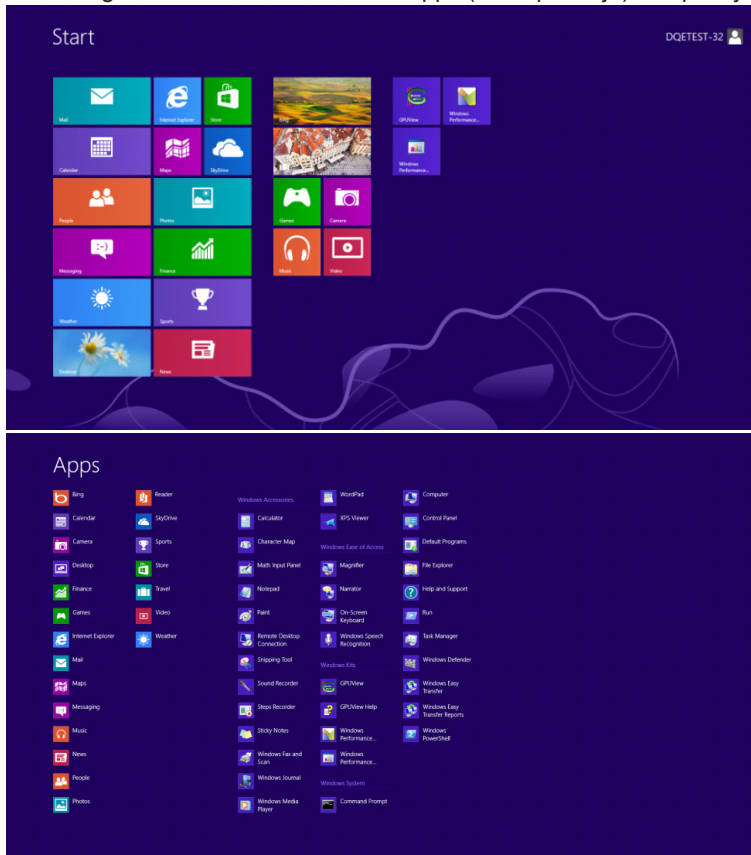 Start
DQETEST-32
Mail
Internet Explorer
Store
Bing
GPUView
Windows Performance...
Calendar
Maps
SkyDrive
Windows Performance...
People
Photos
Games
Camera
Messaging
Finance
Music
Video
Weather
Sports
Desktop
News
Apps
Bing
Calendar
Camera
Desktop
Finance
Games
Internet Explorer
Mail
Maps
Messaging
Music
News
People
Photos
Reader
SkyDrive
Sports
Store
Travel
Video
Weather
Windows Accessories
Calculator
Character Map
Math Input Panel
Notepad
Paint
Remote Desktop
Connection
Snipping Tool
Sound Recorder
Steps Recorder
Sticky Notes
Windows Fax and
Scan
Windows Journal
Windows Media
Player
WordPad
XPS Viewer
Windows Ease of Access
Magnifier
Narrator
On-Screen
Keyboard
Windows Speech
Recognition
Windows Kits
GPUView
GPUView Help
Windows
Performance...
Windows
Performance...
Windows System
Command Prompt
Computer
Control Panel
Default Programs
File Explorer
Help and Support
Run
Task Manager
Windows Defender
Windows Easy
Transfer
Windows Easy
Transfer Reports
Windows
PowerShell